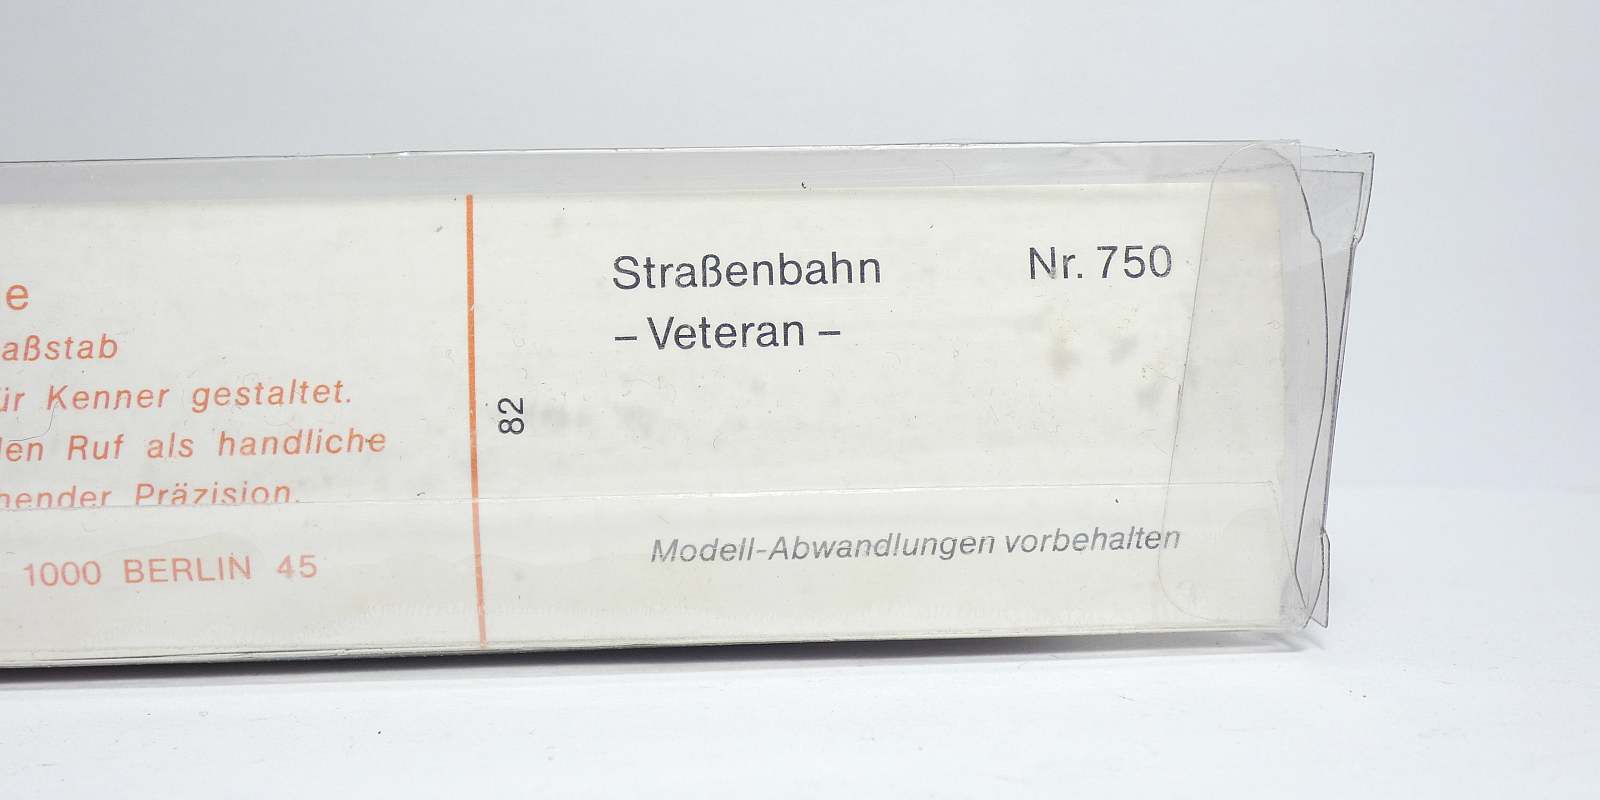 e
aßstab
ür Kenner gestaltet.
len Ruf als handliche
hender Präzision.
1000 BERLIN 45
82
Straßenbahn Nr. 750
– Veteran –
Modell-Abwandlungen vorbehalten